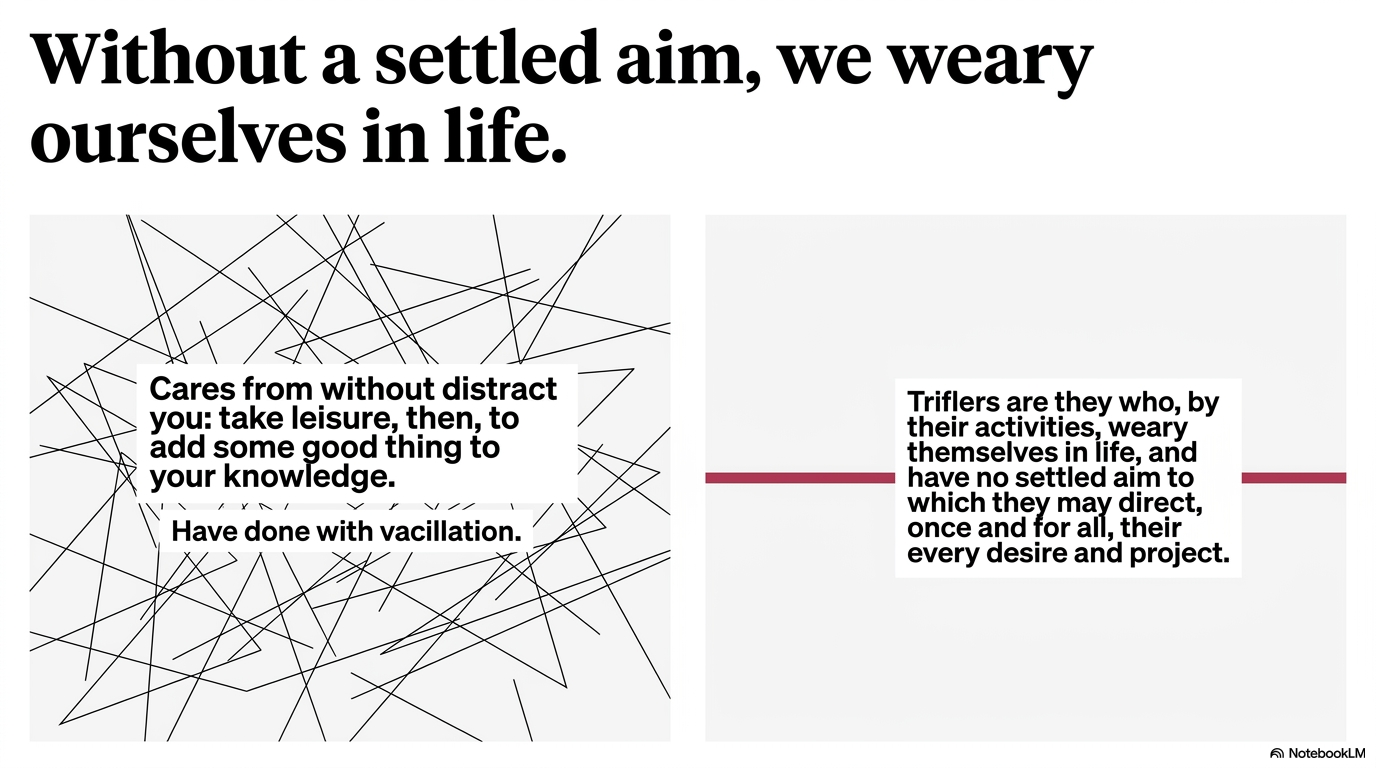 Without a settled aim, we weary
ourselves in life.
Cares from without distract
you: take leisure, then, to
add some good thing to
your knowledge.
Have done with vacillation.
Triflers are they who, by
their activities, weary
themselves in life, and
have no settled aim to
which they may direct,
once and for all, their
every desire and project.
NotebookLM